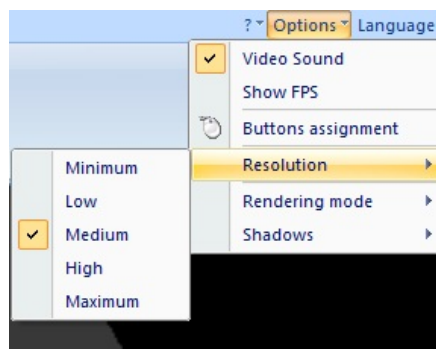 ? Options Language
Video Sound
Show FPS
Buttons assignment
Resolution
Rendering mode
Shadows
Minimum
Low
Medium
High
Maximum